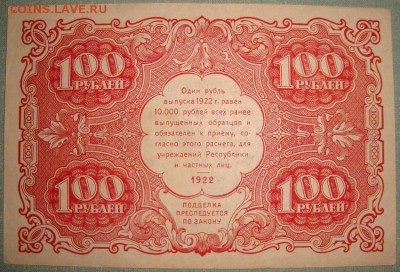 COINS.LAVE.RU
100 РУБЛЕЙ
100 РУБЛЕЙ
Один рубль
выпуска 1922 г. равен
10.000 рублей всех ранее
выпущенных образцов и
обязателен к приему, со-
гласно этого расчета, для
учреждений Республики
и частных лиц.
1922
100 РУБЛЕЙ
100 РУБЛЕЙ
ПОДДЕЛКА
ПРЕСЛЕДУЕТСЯ
ПО ЗАКОНУ